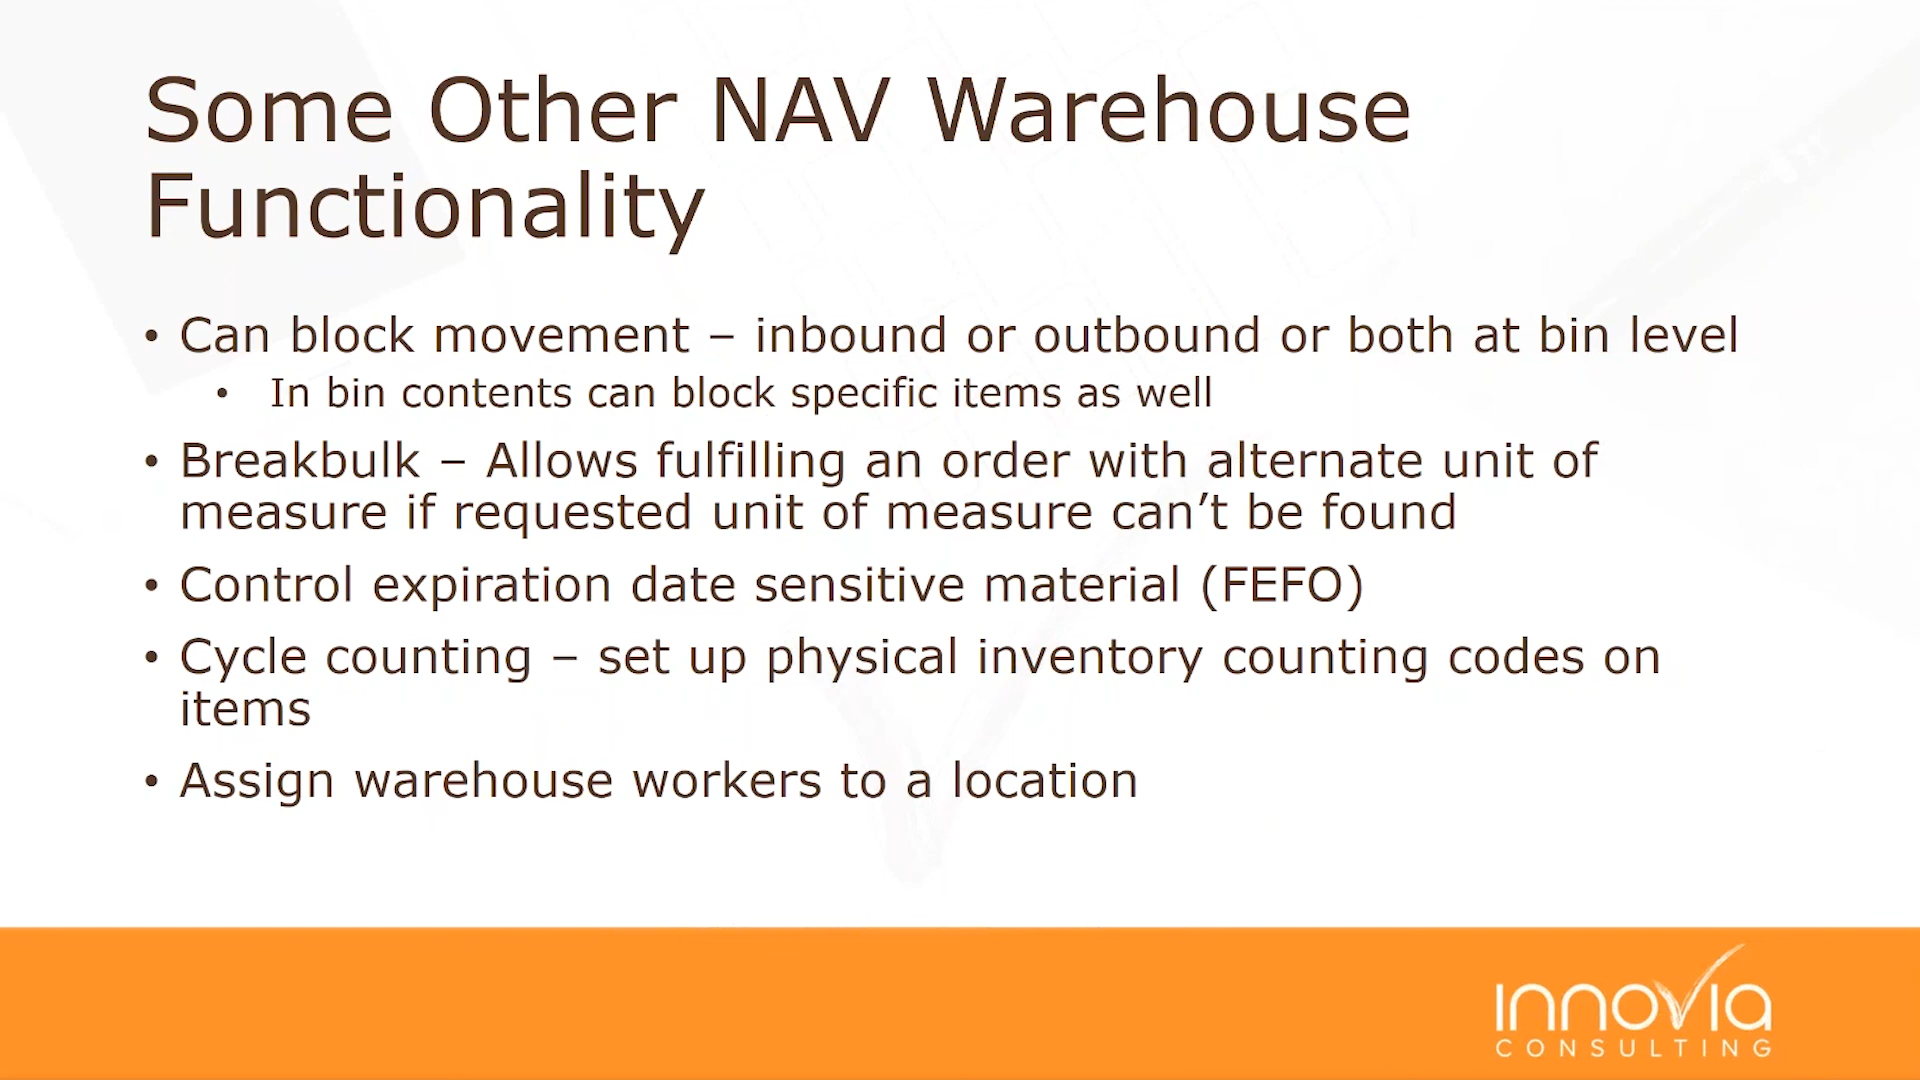 Some Other NAV Warehouse
Functionality
• Can block movement – inbound or outbound or both at bin level
• In bin contents can block specific items as well
• Breakbulk – Allows fulfilling an order with alternate unit of
measure if requested unit of measure can’t be found
• Control expiration date sensitive material (FEFO)
• Cycle counting – set up physical inventory counting codes on
items
• Assign warehouse workers to a location
innovia
CONSULTING